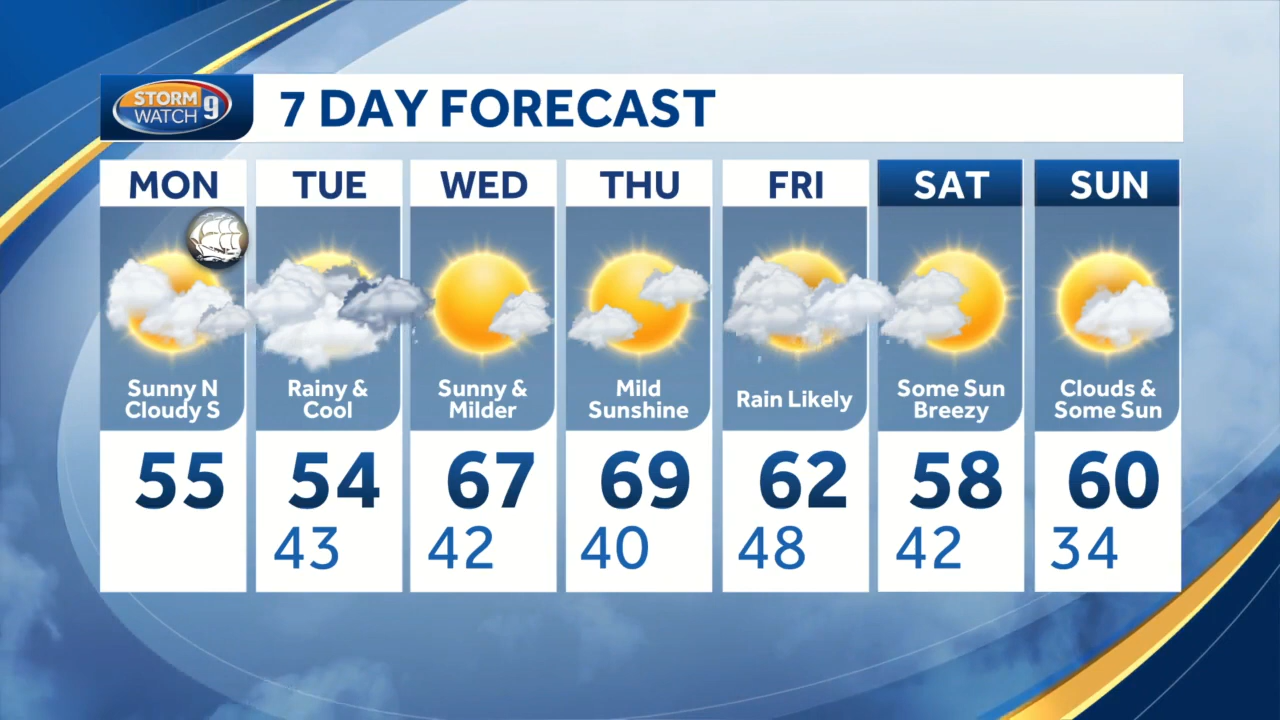 STORM
WATCH 9
7 DAY FORECAST
MON TUE WED THU FRI SAT SUN
Sunny N
Cloudy S
Rainy &
Cool
Sunny &
Milder
Mild
Sunshine
Rain Likely
Some Sun
Breezy
Clouds &
Some Sun
55 54 67 69 62 58 60
43 42 40 48 42 34